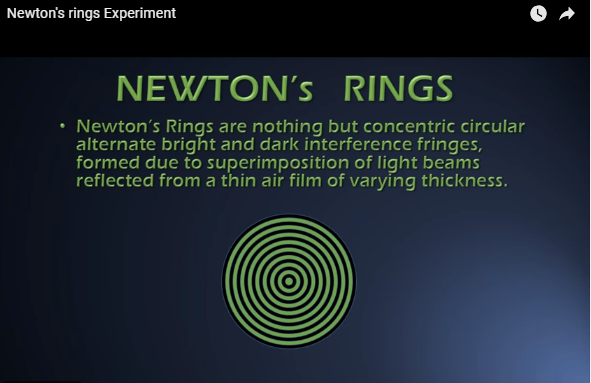 Newton's rings Experiment
NEWTON's RINGS
• Newton's Rings are nothing but concentric circular
alternate bright and dark interference fringes,
formed due to superimposition of light beams
reflected from a thin air film of varying thickness.